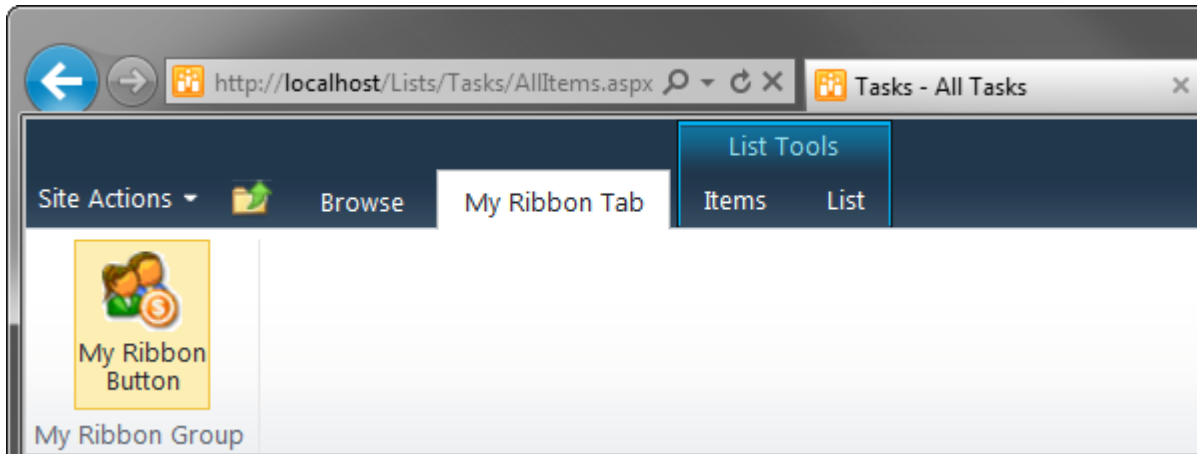 http://localhost/Lists/Tasks/AllItems.aspx
Tasks - All Tasks
List Tools
Site Actions
Browse
My Ribbon Tab
Items
List
My Ribbon
Button
My Ribbon Group